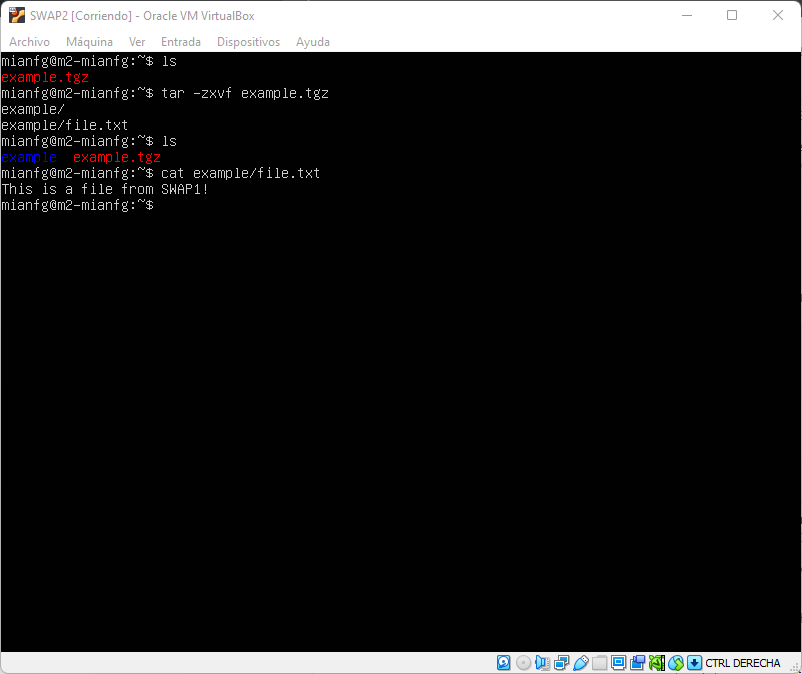 SWAP2 [Corriendo] - Oracle VM VirtualBox
Archivo Máquina Ver Entrada Dispositivos Ayuda
mianfg@m2-mianfg:~$ ls
example.tgz
mianfg@m2-mianfg:~$ tar -zxvf example.tgz
example/
example/file.txt
mianfg@m2-mianfg:~$ ls
example example.tgz
mianfg@m2-mianfg:~$ cat example/file.txt
This is a file from SWAP1!
mianfg@m2-mianfg:~$
CTRL DERECHA